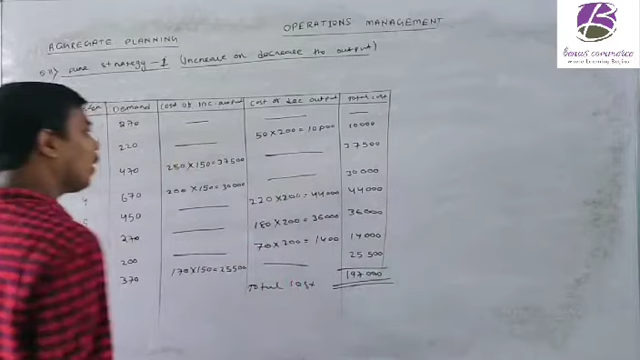 OPERATIONS MANAGEMENT
AGGREGATE PLANNING
Pure strategy - 1 (Increase or decrease the output)
Demand Cost of Inc output Cost of Dec output Total cost
270 — — —
220 — 50 X 200 = 10000 10000
470 250 X 150 = 37500 — 37500
670 200 X 150 = 30000 — 30000
450 — 220 X 200 = 44000 44000
270 — 180 X 200 = 36000 36000
200 — 70 X 200 = 1400 14000
370 170 X 150 = 25500 — 25500
Total cost 197000
B
bonus commerce